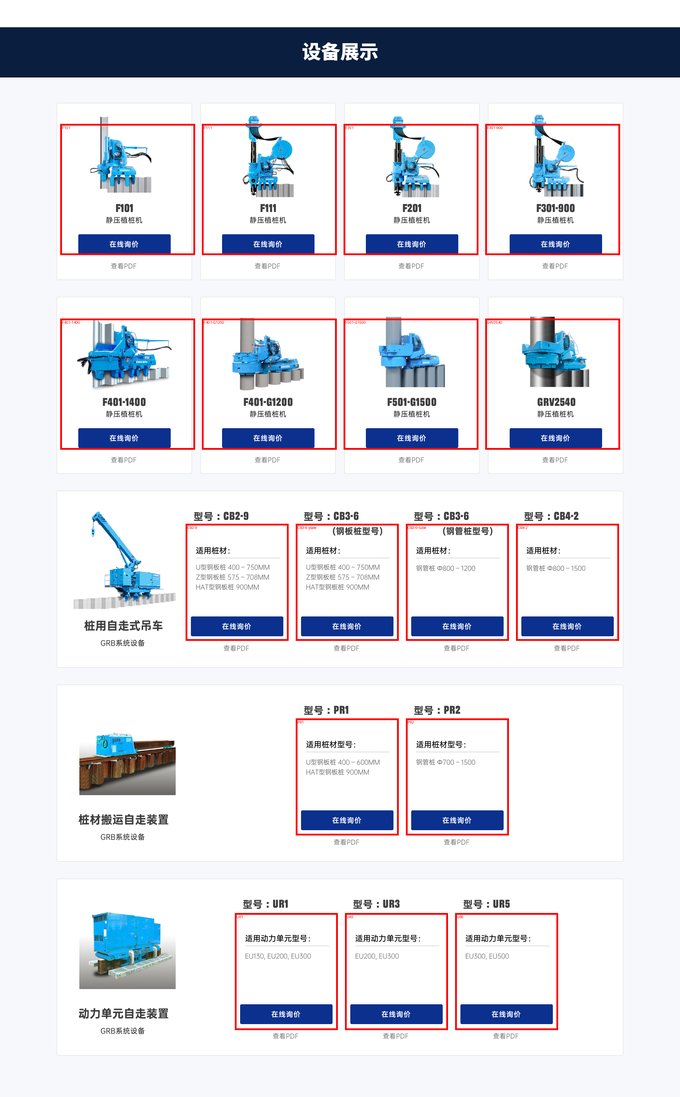 设备展示
F101
静压植桩机
在线询价
查看PDF
F111
静压植桩机
在线询价
查看PDF
F201
静压植桩机
在线询价
查看PDF
F301-900
静压植桩机
在线询价
查看PDF
F401-1400
静压植桩机
在线询价
查看PDF
F401-G1200
静压植桩机
在线询价
查看PDF
F501-G1500
静压植桩机
在线询价
查看PDF
GRV2540
静压植桩机
在线询价
查看PDF
桩用自走式吊车
GRB系统设备
型号：CB2-9
适用桩材：
U型钢板桩 400 – 750MM
Z型钢板桩 575 – 708MM
HAT型钢板桩 900MM
在线询价
查看PDF
型号：CB3-6
（钢板桩型号）
适用桩材：
U型钢板桩 400 – 750MM
Z型钢板桩 575 – 708MM
HAT型钢板桩 900MM
在线询价
查看PDF
型号：CB3-6
（钢管桩型号）
适用桩材：
钢管桩 Φ800 – 1200
在线询价
查看PDF
型号：CB4-2
适用桩材：
钢管桩 Φ800 – 1500
在线询价
查看PDF
桩材搬运自走装置
GRB系统设备
型号：PR1
适用桩材型号：
U型钢板桩 400 – 600MM
HAT型钢板桩 900MM
在线询价
查看PDF
型号：PR2
适用桩材型号：
钢管桩 Φ700 – 1500
在线询价
查看PDF
动力单元自走装置
GRB系统设备
型号：UR1
适用动力单元型号：
EU130, EU200, EU300
在线询价
查看PDF
型号：UR3
适用动力单元型号：
EU200, EU300
在线询价
查看PDF
型号：UR5
适用动力单元型号：
EU300, EU500
在线询价
查看PDF